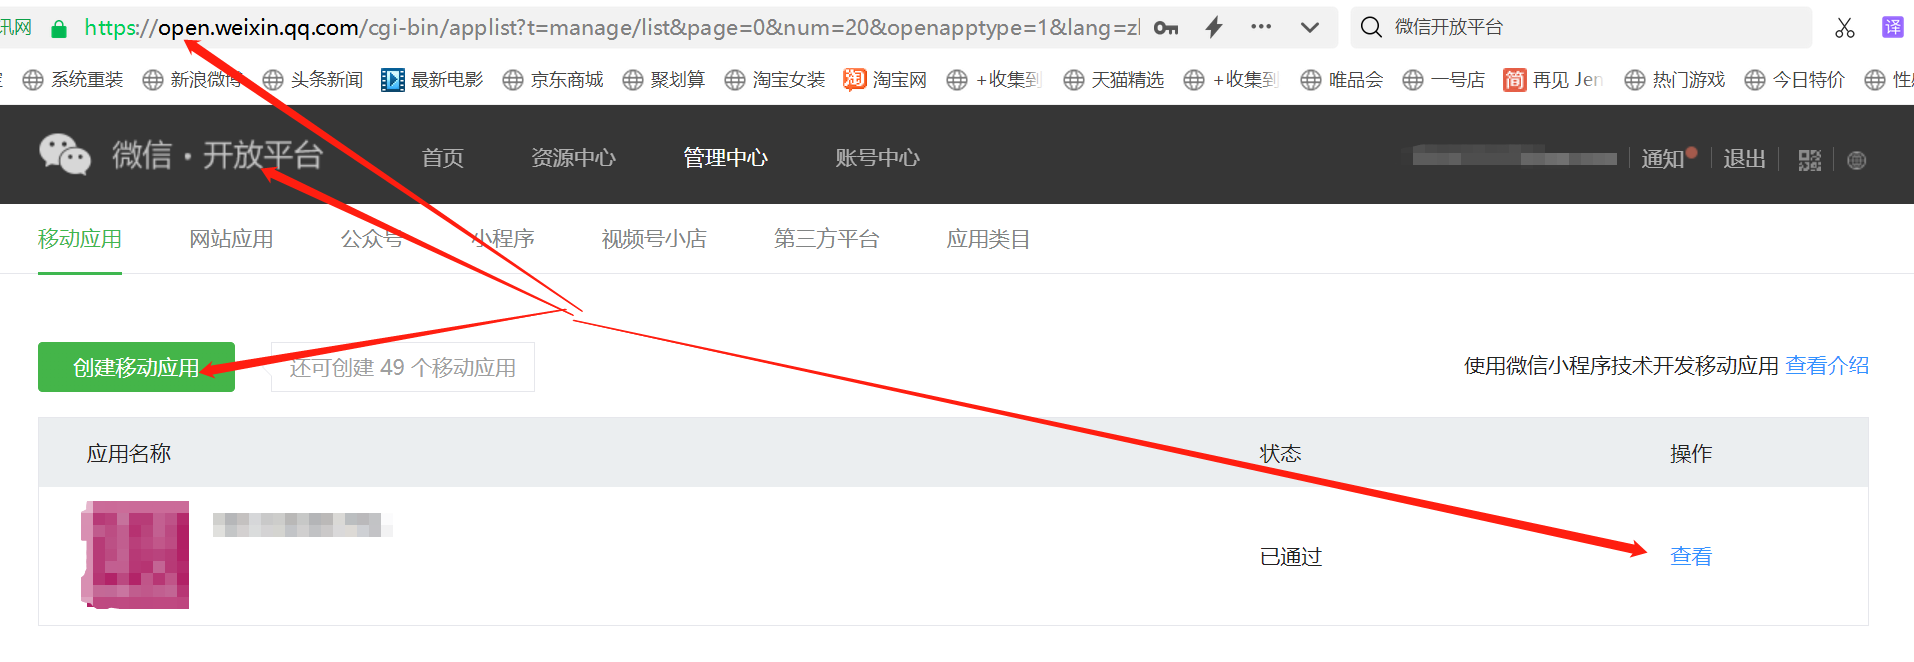 讯网 https://open.weixin.qq.com/cgi-bin/applist?t=manage/list&page=0&num=20&openapptype=1&lang=zl 微信开放平台 译
系统重装 新浪微博 头条新闻 最新电影 京东商城 聚划算 淘宝女装 淘 淘宝网 +收集到 天猫精选 +收集到 唯品会 一号店 简 再见 Jen 热门游戏 今日特价 性
微信·开放平台 首页 资源中心 管理中心 账号中心 通知 退出
移动应用 网站应用 公众号 小程序 视频号小店 第三方平台 应用类目
创建移动应用 还可创建 49 个移动应用 使用微信小程序技术开发移动应用 查看介绍
应用名称 状态 操作
已通过 查看